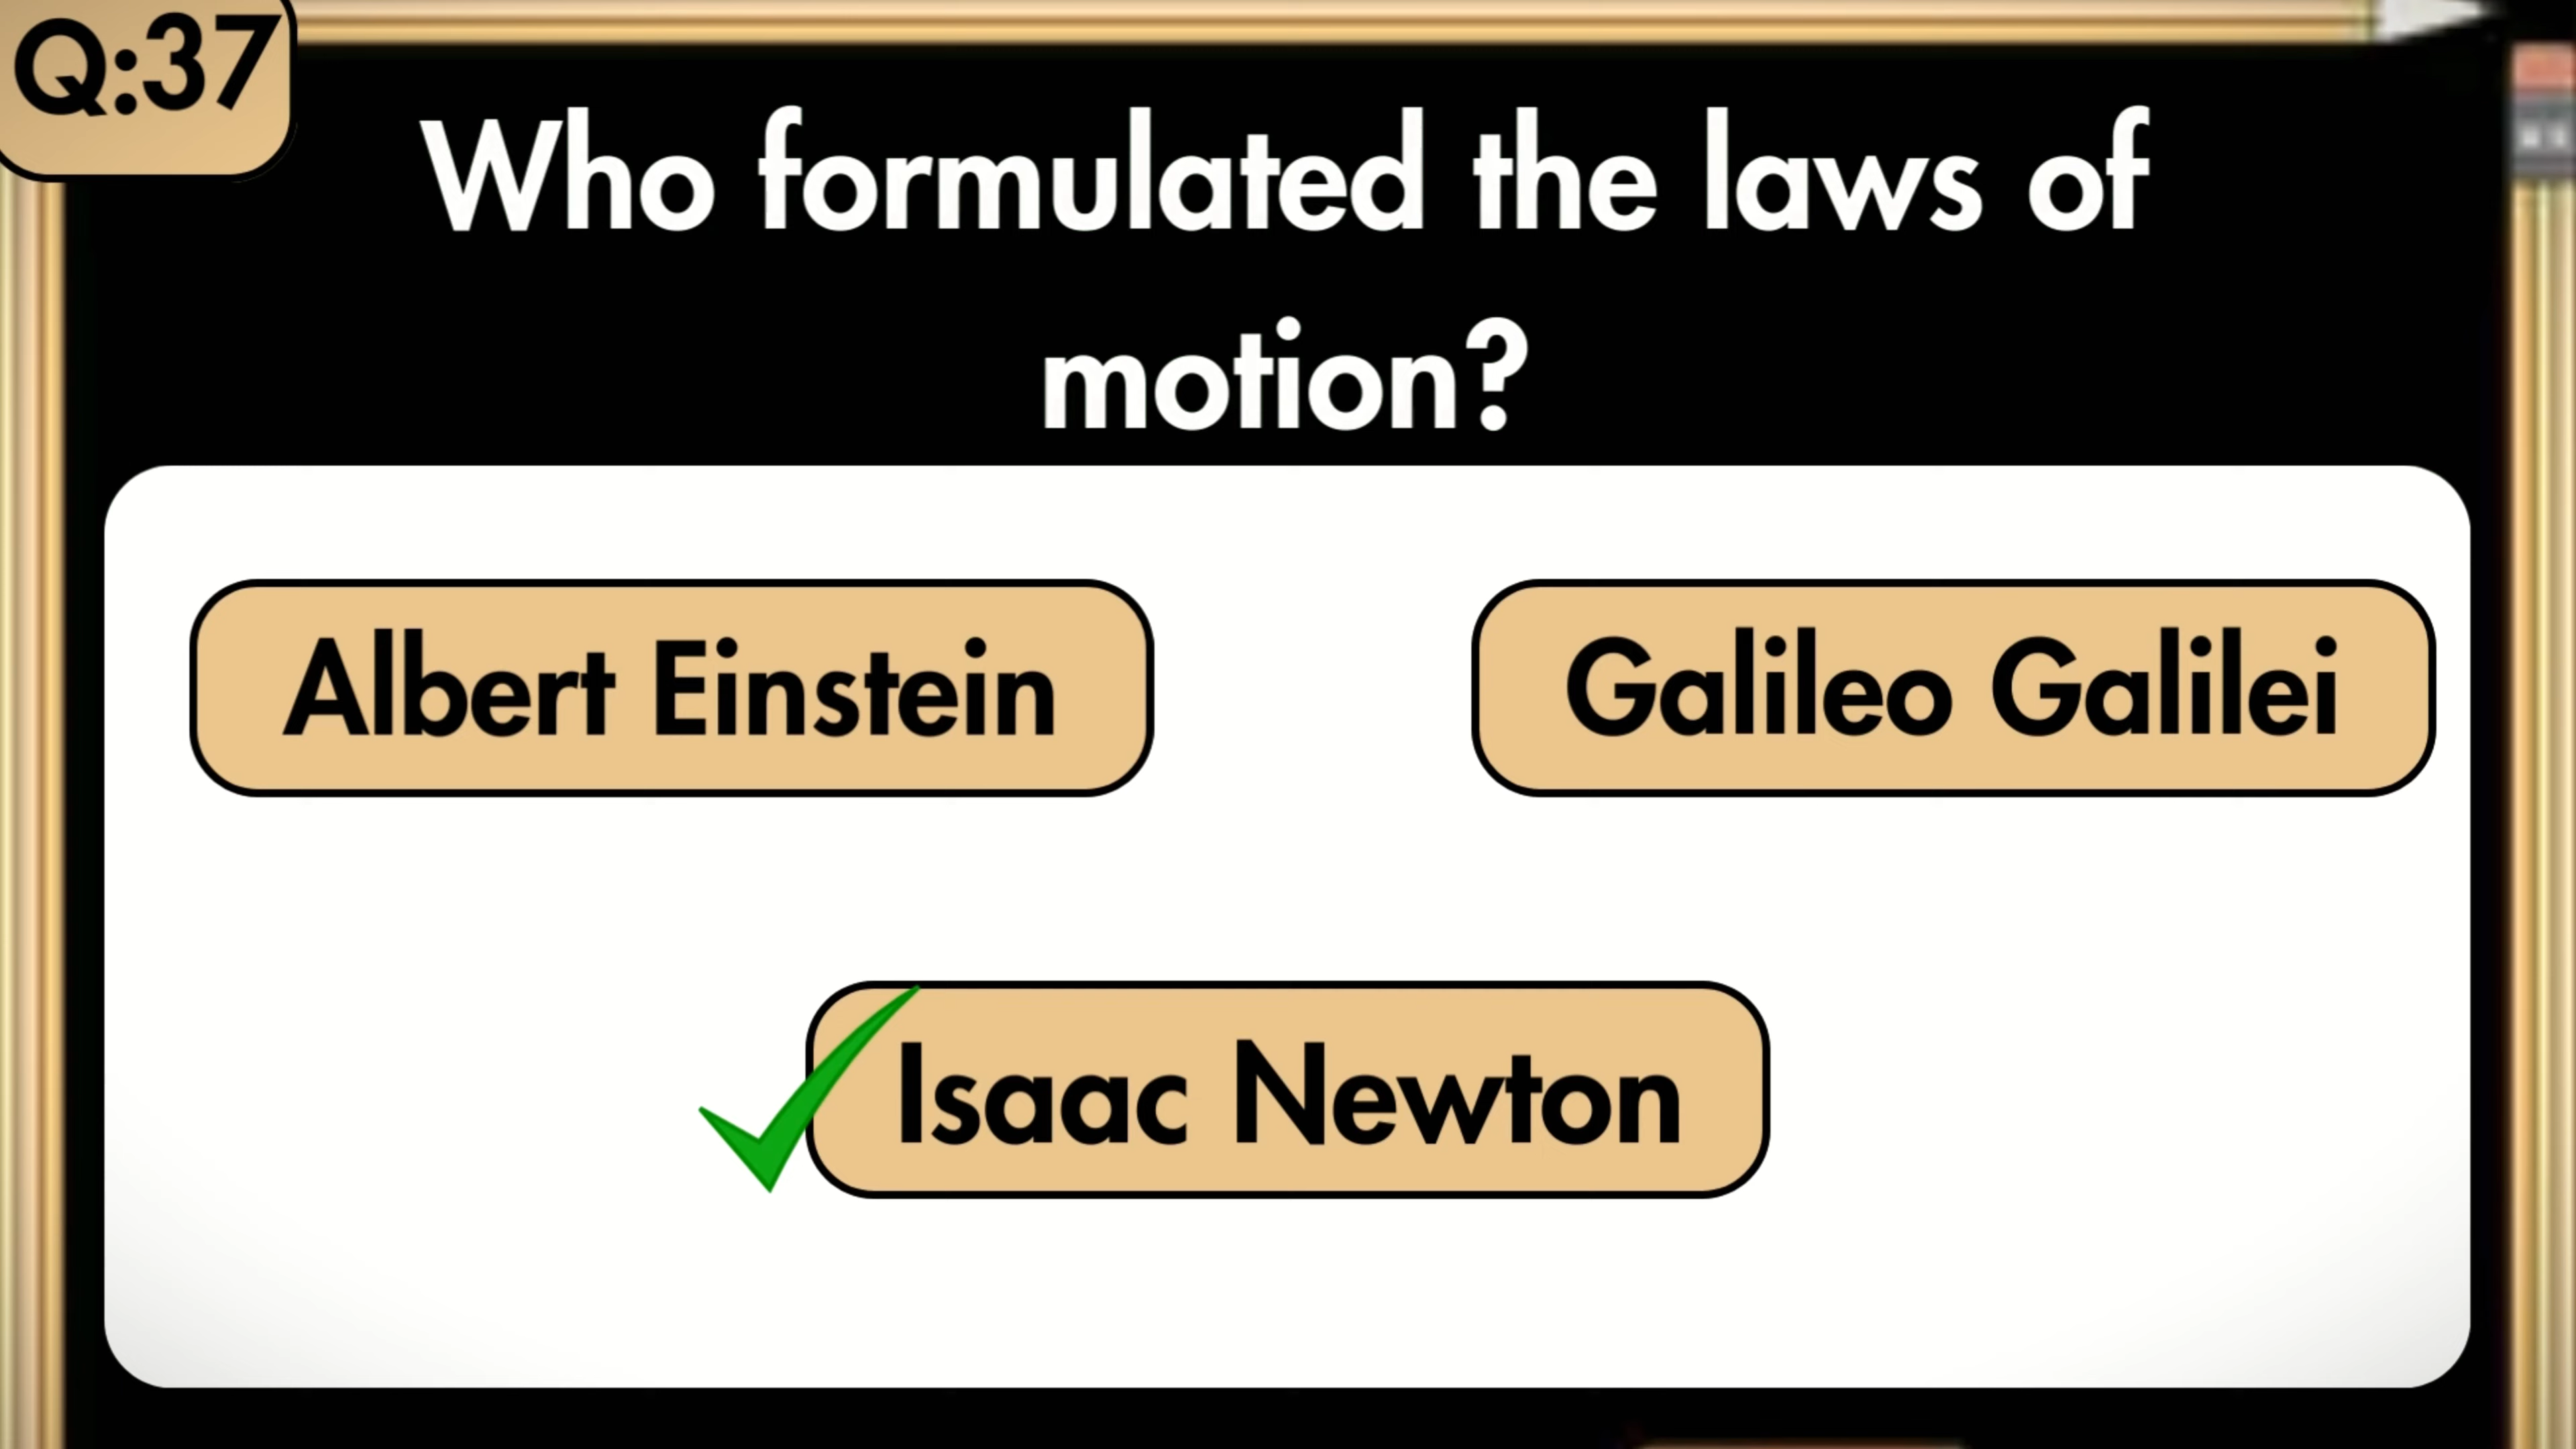 Q:37
Who formulated the laws of
motion?
Albert Einstein
Galileo Galilei
Isaac Newton